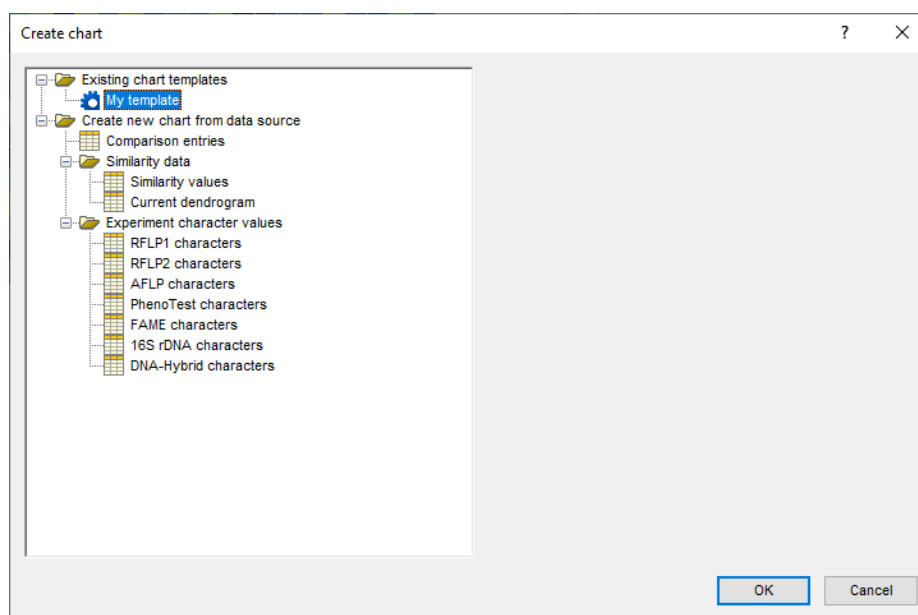 Create chart
?
Existing chart templates
My template
Create new chart from data source
Comparison entries
Similarity data
Similarity values
Current dendrogram
Experiment character values
RFLP1 characters
RFLP2 characters
AFLP characters
PhenoTest characters
FAME characters
16S rDNA characters
DNA-Hybrid characters
OK Cancel